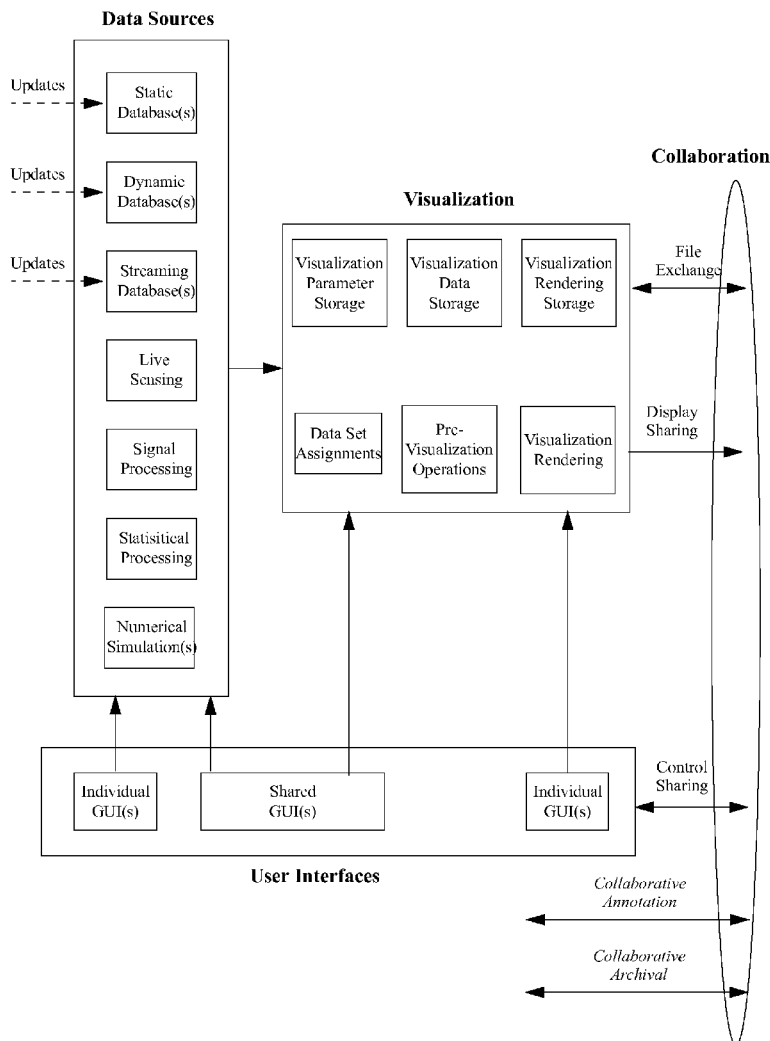 Data Sources
Updates
Static
Database(s)
Updates
Dynamic
Database(s)
Updates
Streaming
Database(s)
Live
Sensing
Signal
Processing
Statisitical
Processing
Numerical
Simulation(s)
Visualization
Visualization
Parameter
Storage
Visualization
Data
Storage
Visualization
Rendering
Storage
Data Set
Assignments
Pre-
Visualization
Operations
Visualization
Rendering
Collaboration
File
Exchange
Display
Sharing
Individual
GUI(s)
Shared
GUI(s)
Individual
GUI(s)
Control
Sharing
User Interfaces
Collaborative
Annotation
Collaborative
Archival